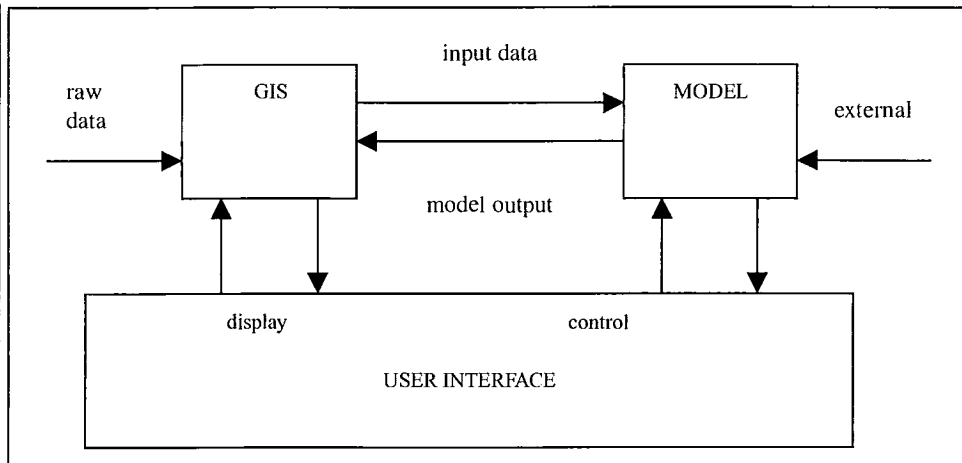 input data
GIS
MODEL
raw
data
external
model output
display
control
USER INTERFACE